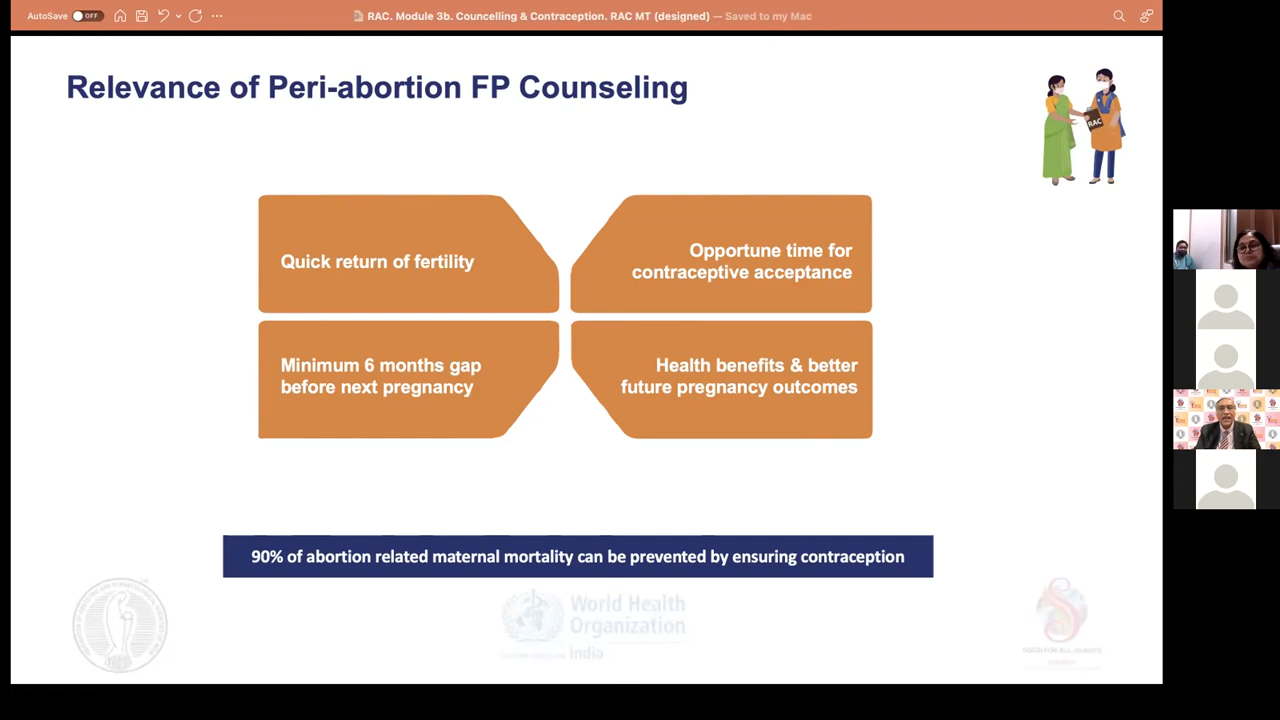 AutoSave OFF
RAC. Module 3b. Councelling & Contraception. RAC MT (designed) — Saved to my Mac
Relevance of Peri-abortion FP Counseling
RAC
Quick return of fertility
Opportune time for
contraceptive acceptance
Minimum 6 months gap
before next pregnancy
Health benefits & better
future pregnancy outcomes
90% of abortion related maternal mortality can be prevented by ensuring contraception
World Health
Organization
India